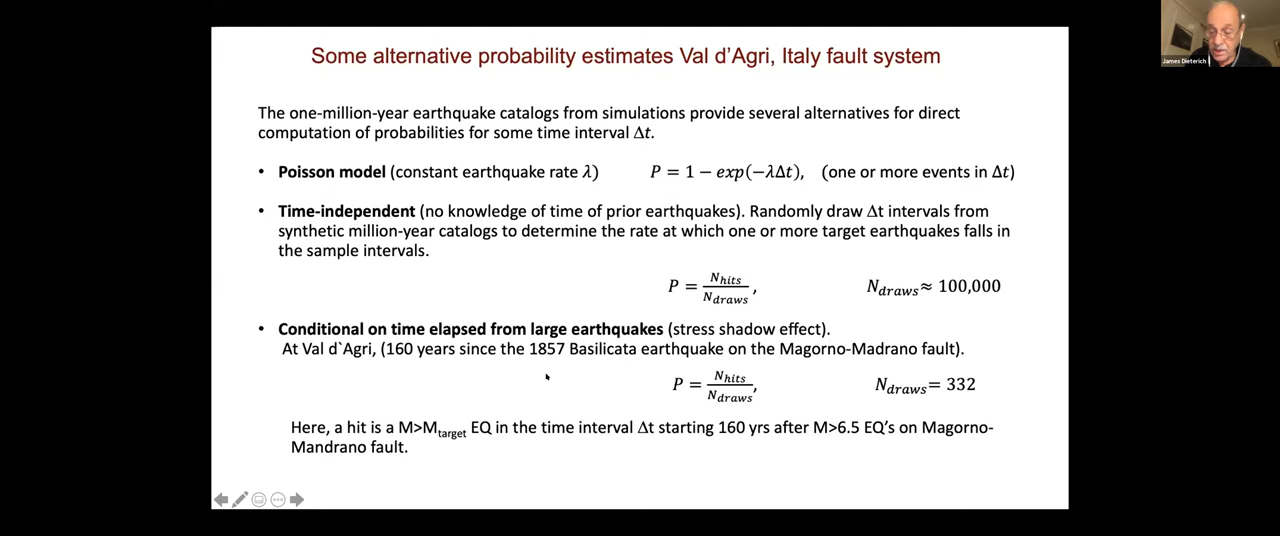 Some alternative probability estimates Val d’Agri, Italy fault system
James Dieterich
The one-million-year earthquake catalogs from simulations provide several alternatives for direct
computation of probabilities for some time interval Δt.
• Poisson model (constant earthquake rate λ) P = 1 − exp(−λΔt), (one or more events in Δt)
• Time-independent (no knowledge of time of prior earthquakes). Randomly draw Δt intervals from
synthetic million-year catalogs to determine the rate at which one or more target earthquakes falls in
the sample intervals.
P = N_hits / N_draws, N_draws ≈ 100,000
• Conditional on time elapsed from large earthquakes (stress shadow effect).
At Val d`Agri, (160 years since the 1857 Basilicata earthquake on the Magorno-Madrano fault).
P = N_hits / N_draws, N_draws = 332
Here, a hit is a M>M_target EQ in the time interval Δt starting 160 yrs after M>6.5 EQ’s on Magorno-
Mandrano fault.